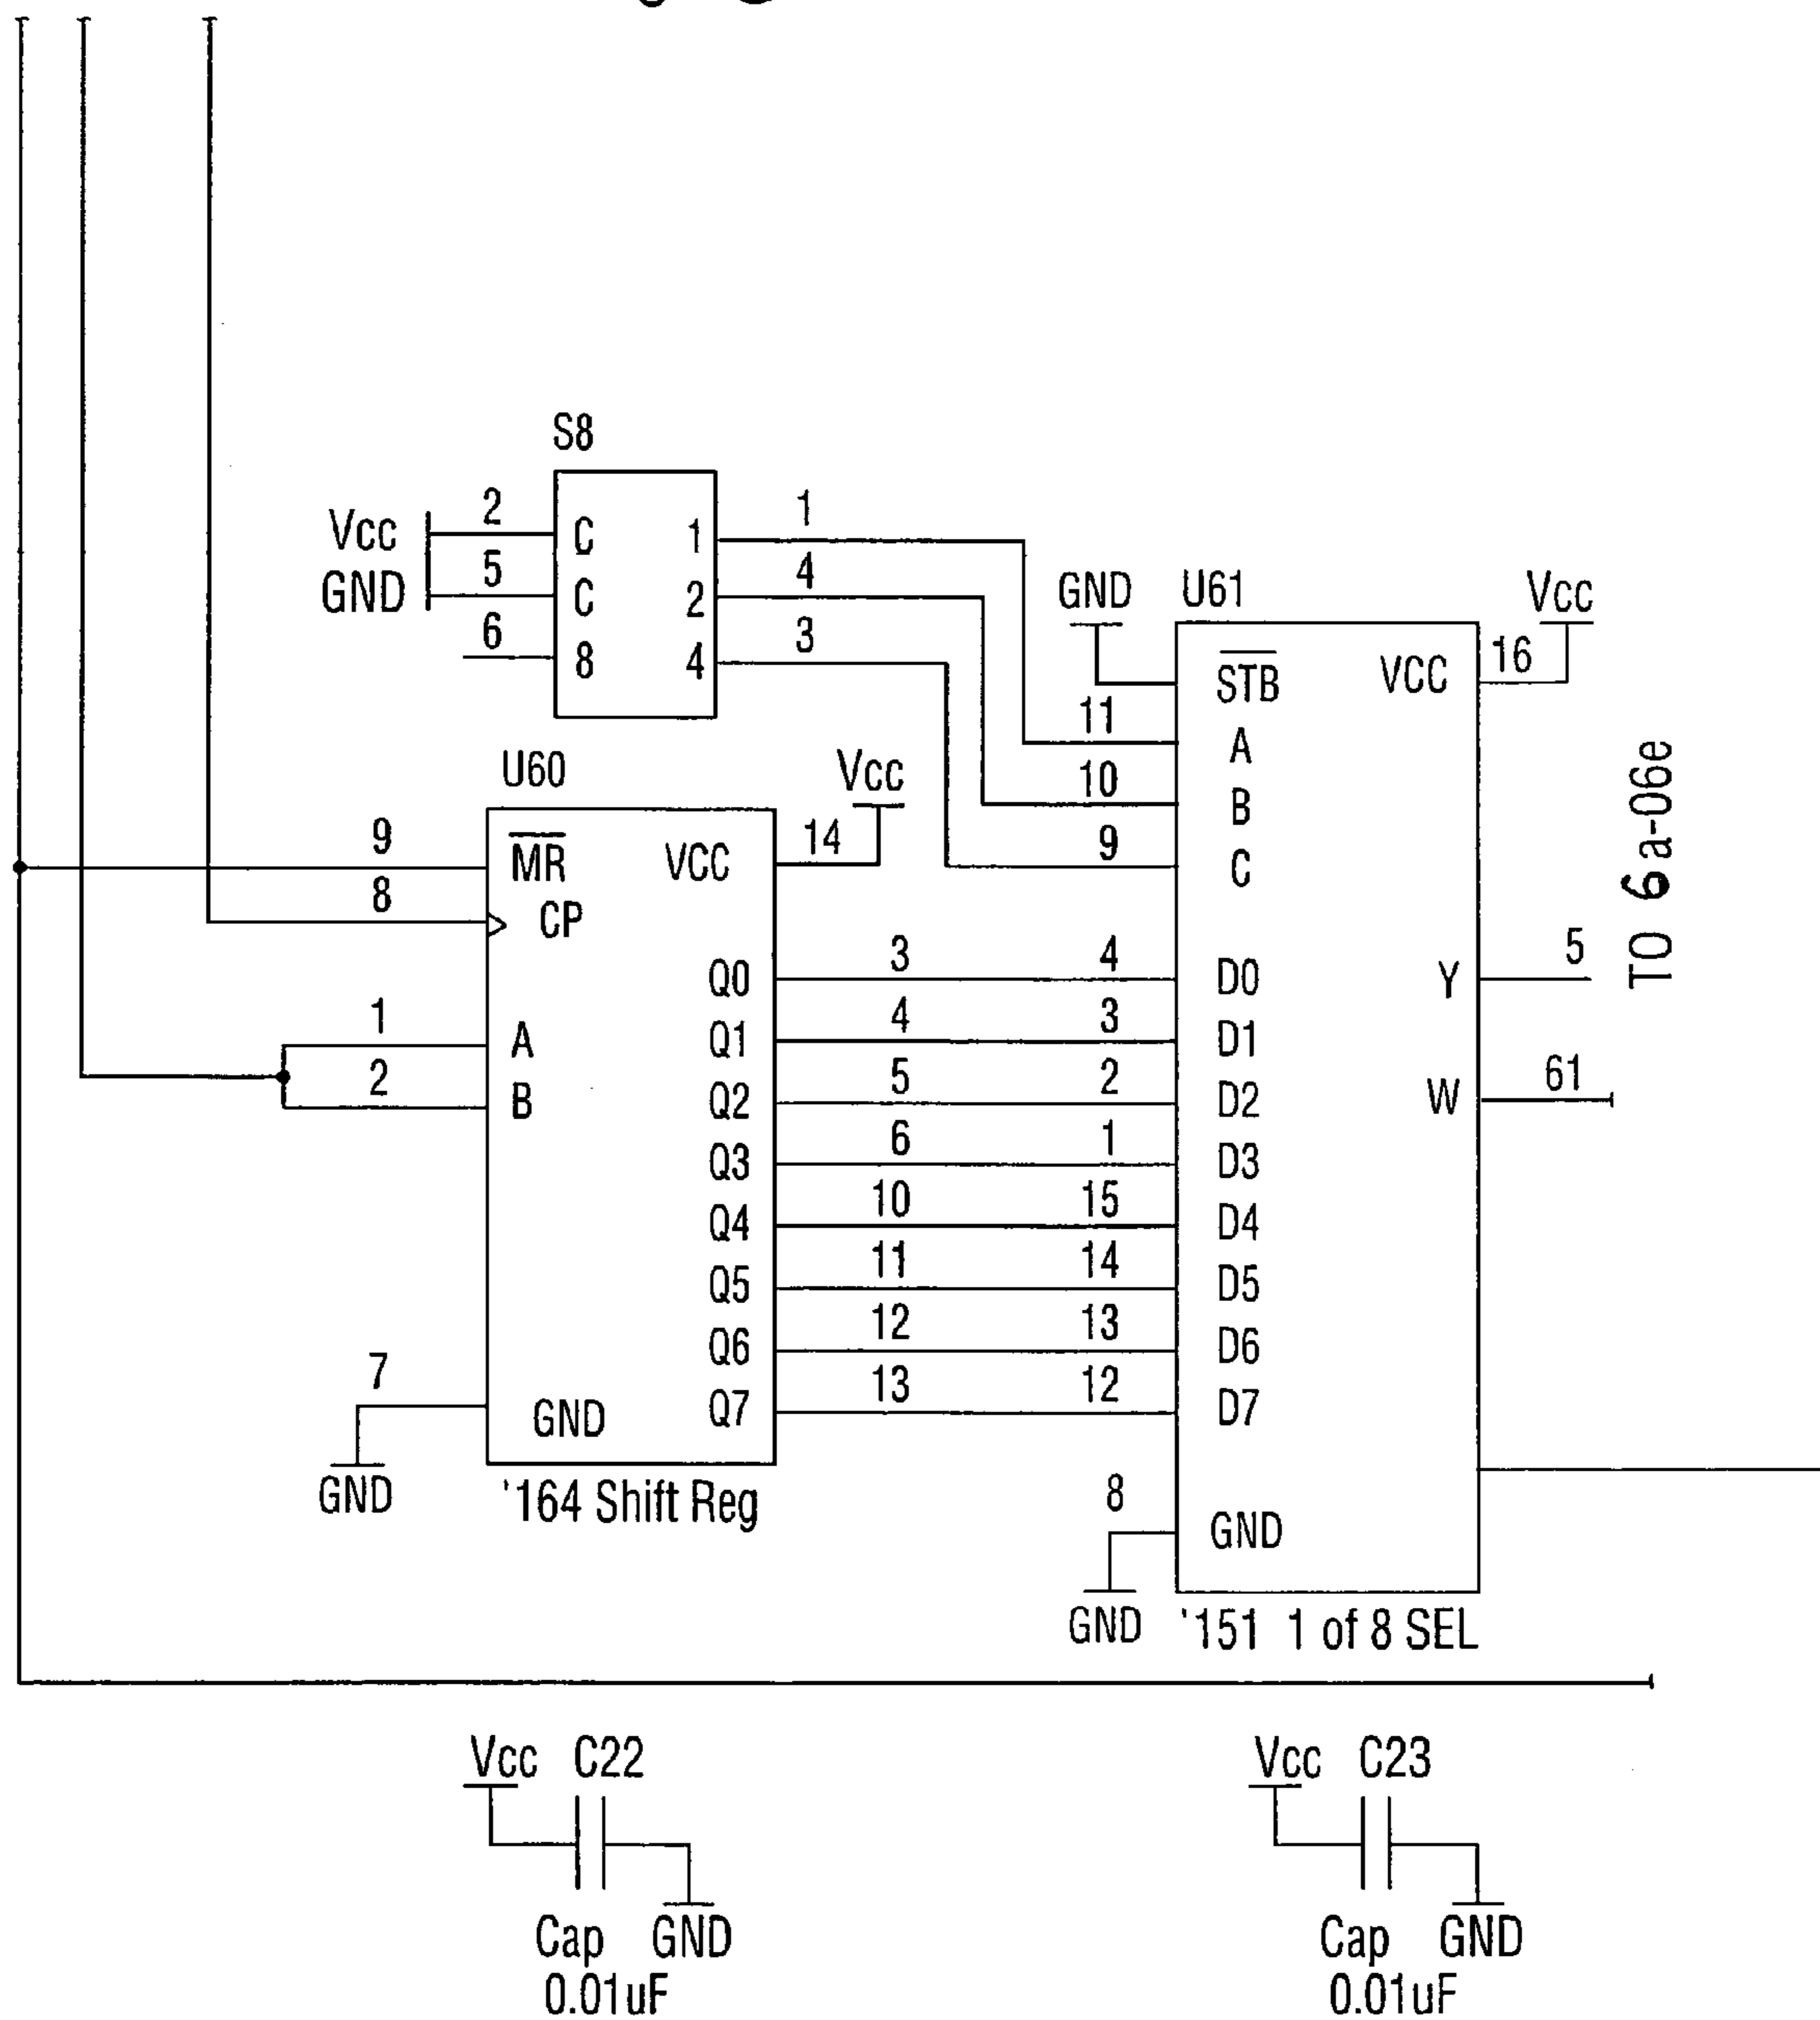 S8
Vcc 2 C 1 1
GND 5 C 2 4
6 8 4 3
GND U61 Vcc
STB VCC 16
11 A
10 B
9 C
U60 Vcc
9 MR VCC 14
8 CP
1 A
2 B
Q0 3 4 D0 Y 5
Q1 4 3 D1
Q2 5 2 D2 W 61
Q3 6 1 D3
Q4 10 15 D4
Q5 11 14 D5
Q6 12 13 D6
Q7 13 12 D7
7 GND
GND
'164 Shift Reg
8 GND
GND
'151 1 of 8 SEL
TO 6 a-06e
Vcc C22
Cap GND
0.01uF
Vcc C23
Cap GND
0.01uF